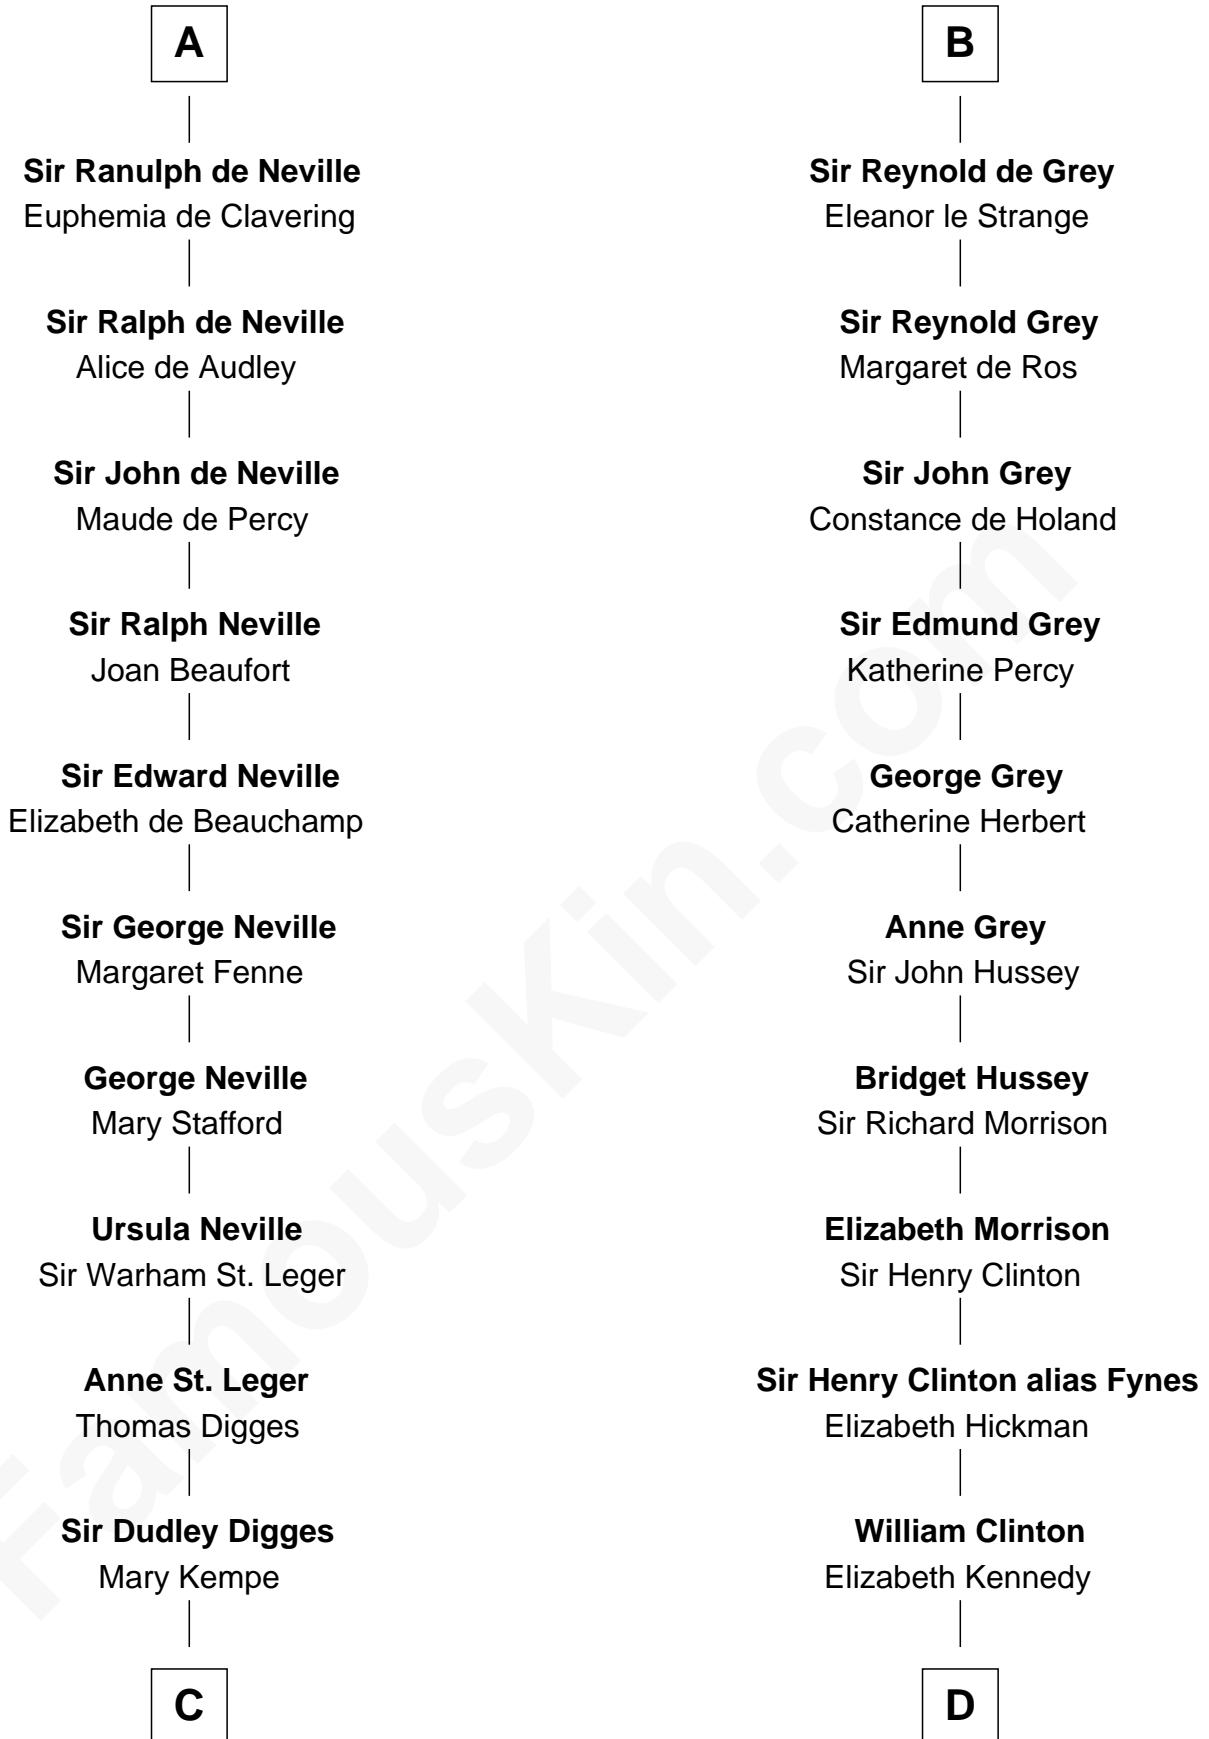 A
Sir Ranulph de Neville
Euphemia de Clavering
Sir Ralph de Neville
Alice de Audley
Sir John de Neville
Maude de Percy
Sir Ralph Neville
Joan Beaufort
Sir Edward Neville
Elizabeth de Beauchamp
Sir George Neville
Margaret Fenne
George Neville
Mary Stafford
Ursula Neville
Sir Warham St. Leger
Anne St. Leger
Thomas Digges
Sir Dudley Digges
Mary Kempe
C
B
Sir Reynold de Grey
Eleanor le Strange
Sir Reynold Grey
Margaret de Ros
Sir John Grey
Constance de Holand
Sir Edmund Grey
Katherine Percy
George Grey
Catherine Herbert
Anne Grey
Sir John Hussey
Bridget Hussey
Sir Richard Morrison
Elizabeth Morrison
Sir Henry Clinton
Sir Henry Clinton alias Fynes
Elizabeth Hickman
William Clinton
Elizabeth Kennedy
D
FamousKin.com